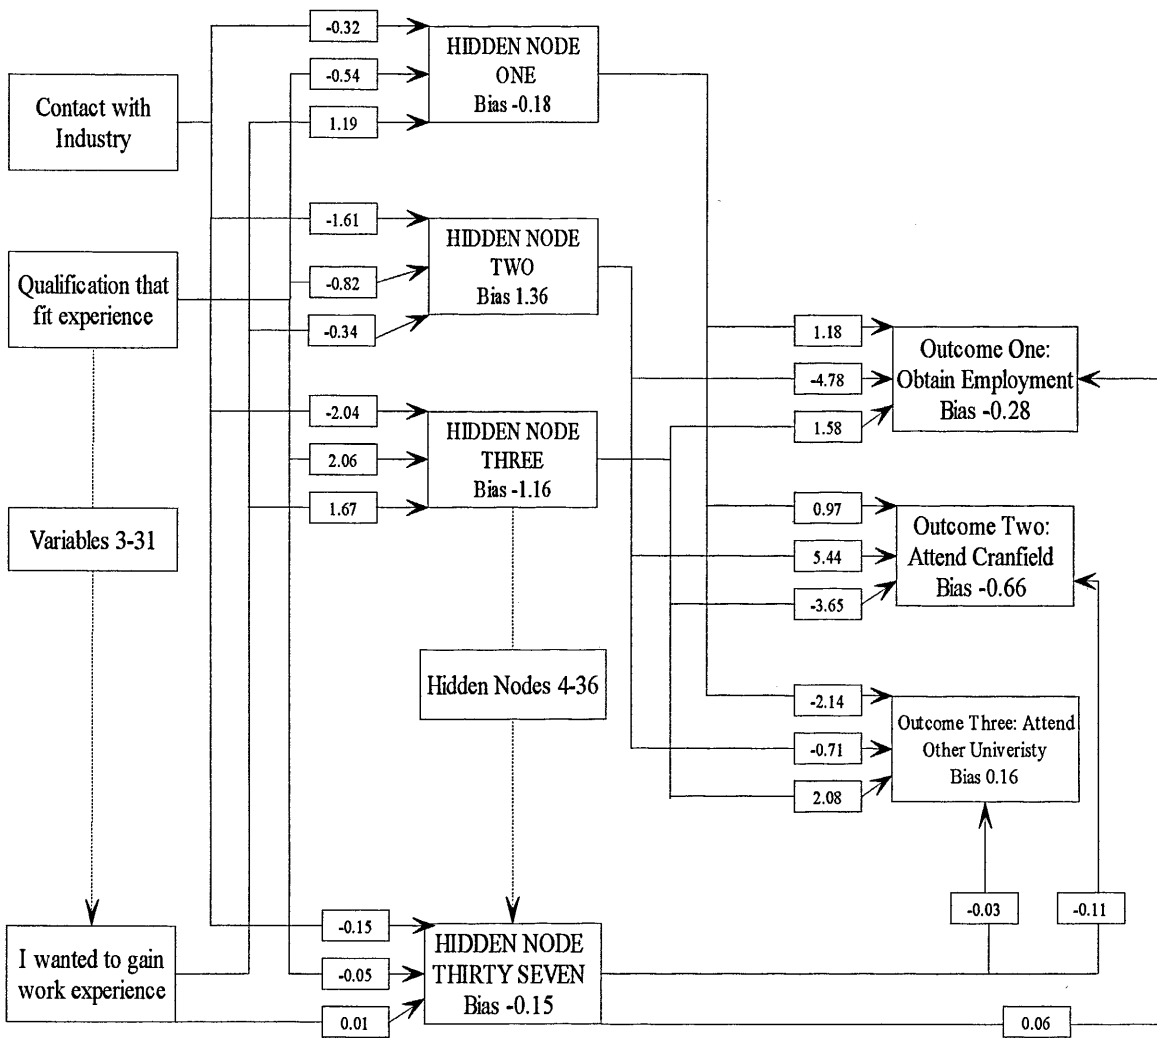 Contact with
Industry
Qualification that
fit experience
Variables 3-31
I wanted to gain
work experience
-0.32
-0.54
1.19
HIDDEN NODE
ONE
Bias -0.18
-1.61
-0.82
-0.34
HIDDEN NODE
TWO
Bias 1.36
-2.04
2.06
1.67
HIDDEN NODE
THREE
Bias -1.16
Hidden Nodes 4-36
-0.15
-0.05
0.01
HIDDEN NODE
THIRTY SEVEN
Bias -0.15
1.18
-4.78
1.58
Outcome One:
Obtain Employment
Bias -0.28
0.97
5.44
-3.65
Outcome Two:
Attend Cranfield
Bias -0.66
-2.14
-0.71
2.08
Outcome Three: Attend
Other Univeristy
Bias 0.16
-0.03
-0.11
0.06